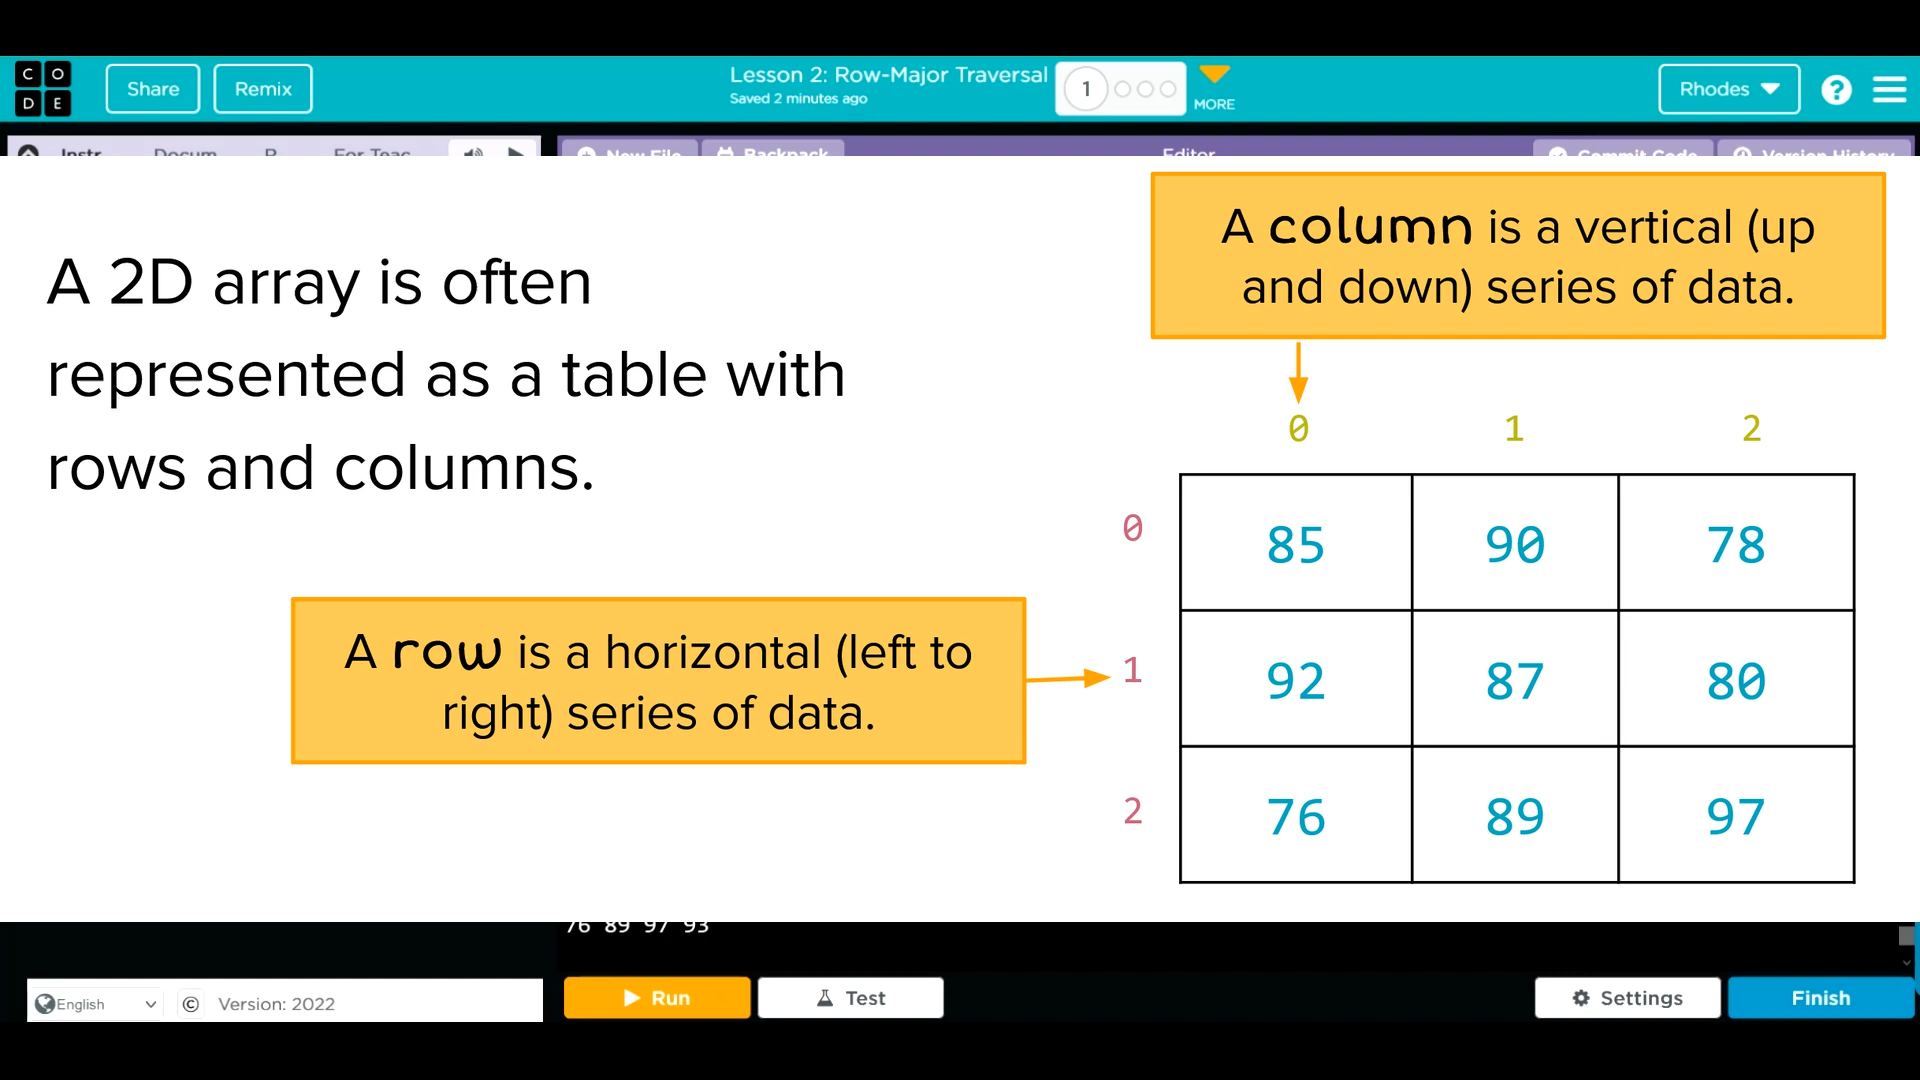 CODE
Share
Remix
Lesson 2: Row-Major Traversal
Saved 2 minutes ago
1
MORE
Rhodes
?
Instr
Docum
R
For Teac
New File
Backpack
Editor
Commit Code
Version History
A column is a vertical (up
and down) series of data.
A 2D array is often
represented as a table with
rows and columns.
0 1 2
0 85 90 78
A row is a horizontal (left to
right) series of data.
1 92 87 80
2 76 89 97
76 89 97 93
English
©
Version: 2022
Run
Test
Settings
Finish